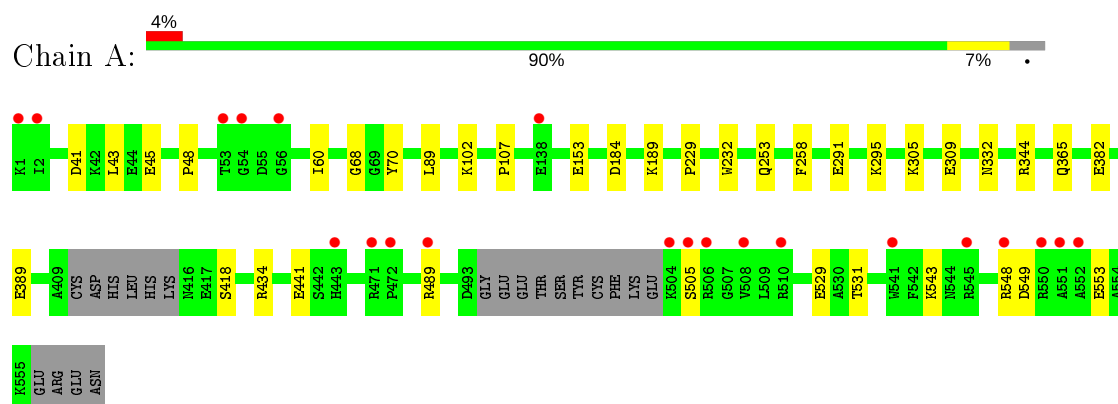 4%
Chain A:
90% 7% •
K1 I2 D41 K42 L43 E44 E45 P48 T53 G54 D55 G56 I60 G68 G69 Y70 L89 K102 P107 E138 E153 D184 K189 P229 W232 Q253 F258 E291 K295 K305 E309 N332 R344 Q365 E382
E389 A409 CYS ASP HIS LEU HIS LYS N416 E417 S418 R434 E441 S442 H443 R471 P472 R489 D493 GLY GLU GLU THR SER TYR CYS PHE LYS GLU K504 S505 R506 G507 V508 L509 R510 E529 A530 T531 W541 F542 K543 N544 R545 R548 D549 R550 A551 A552 E553 A554
K555 GLU ARG GLU ASN